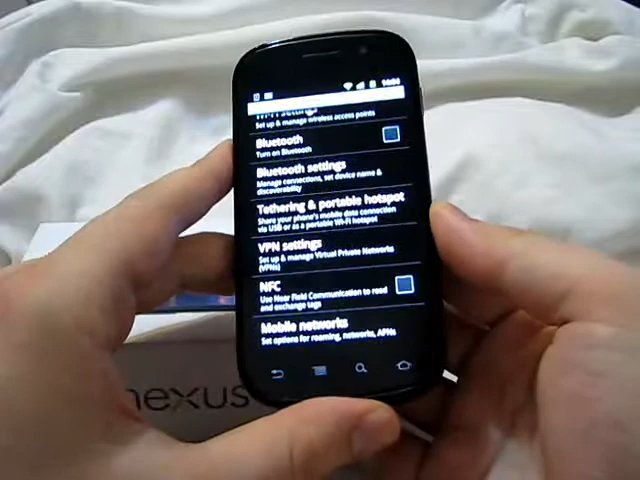 Wi-Fi settings
Set up & manage wireless access points
Bluetooth
Turn on Bluetooth
Bluetooth settings
Manage connections, set device name &
discoverability
Tethering & portable hotspot
Share your phone's mobile data connection
via USB or as a portable Wi-Fi hotspot
VPN settings
Set up & manage Virtual Private Networks
(VPNs)
NFC
Use Near Field Communication to read
and exchange tags
Mobile networks
Set options for roaming, networks, APNs
nexus